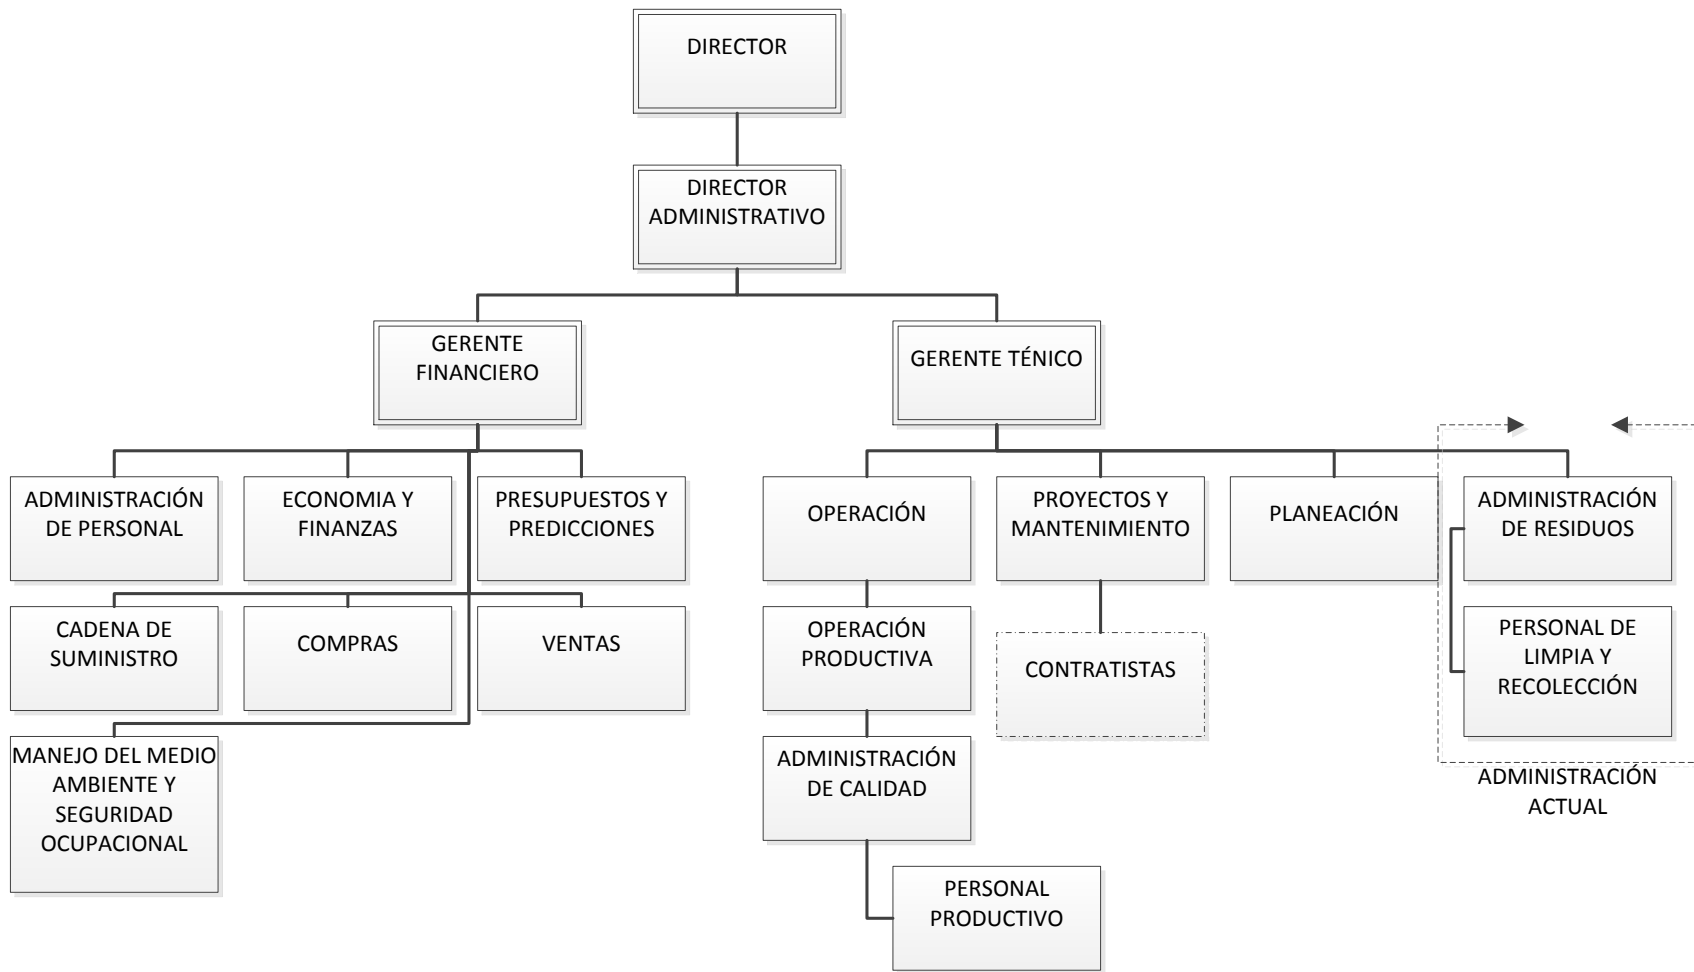 DIRECTOR
DIRECTOR
ADMINISTRATIVO
GERENTE
FINANCIERO
GERENTE TÉNICO
ADMINISTRACIÓN
DE PERSONAL
ECONOMIA Y
FINANZAS
PRESUPUESTOS Y
PREDICCIONES
OPERACIÓN
PROYECTOS Y
MANTENIMIENTO
PLANEACIÓN
ADMINISTRACIÓN
DE RESIDUOS
CADENA DE
SUMINISTRO
COMPRAS
VENTAS
OPERACIÓN
PRODUCTIVA
CONTRATISTAS
PERSONAL DE
LIMPIA Y
RECOLECCIÓN
MANEJO DEL MEDIO
AMBIENTE Y
SEGURIDAD
OCUPACIONAL
ADMINISTRACIÓN
DE CALIDAD
ADMINISTRACIÓN
ACTUAL
PERSONAL
PRODUCTIVO